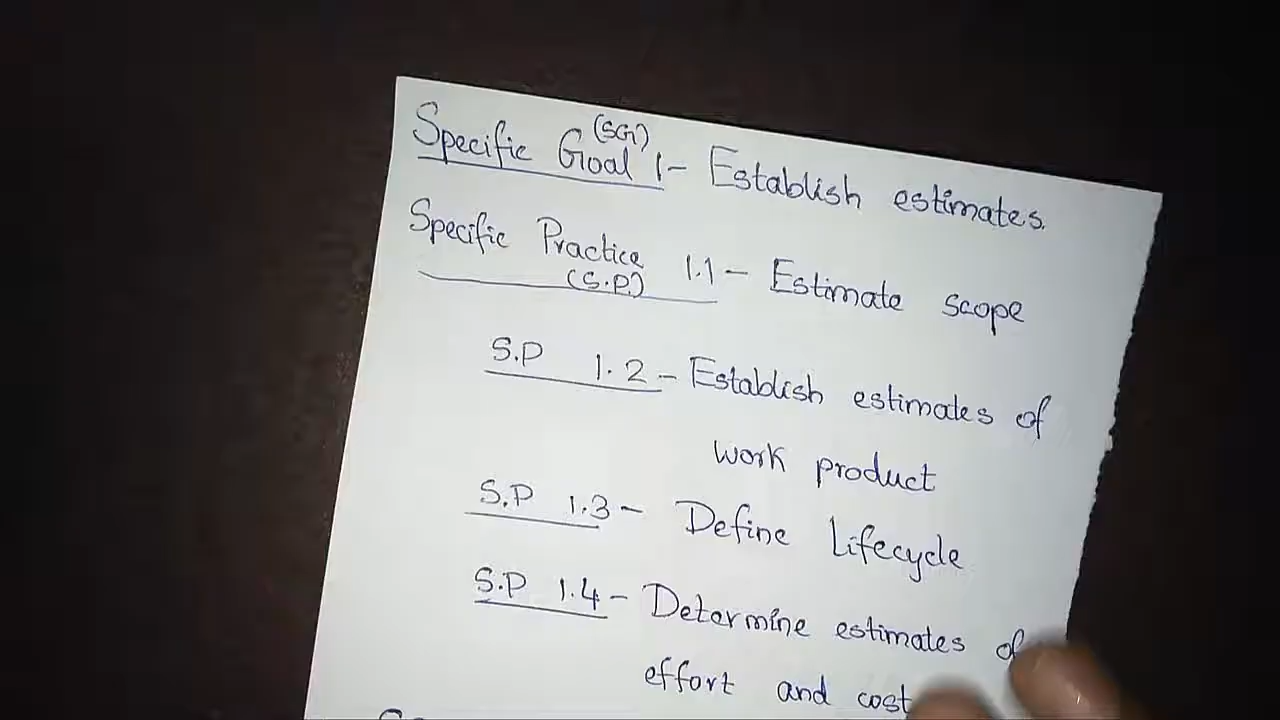 (SG)
Specific Goal 1- Establish estimates.
Specific Practice 1.1 - Estimate scope
(S.P.)
S.P 1.2 - Establish estimates of
work product
S.P 1.3 - Define Lifecycle
S.P 1.4 - Determine estimates of
effort and cost